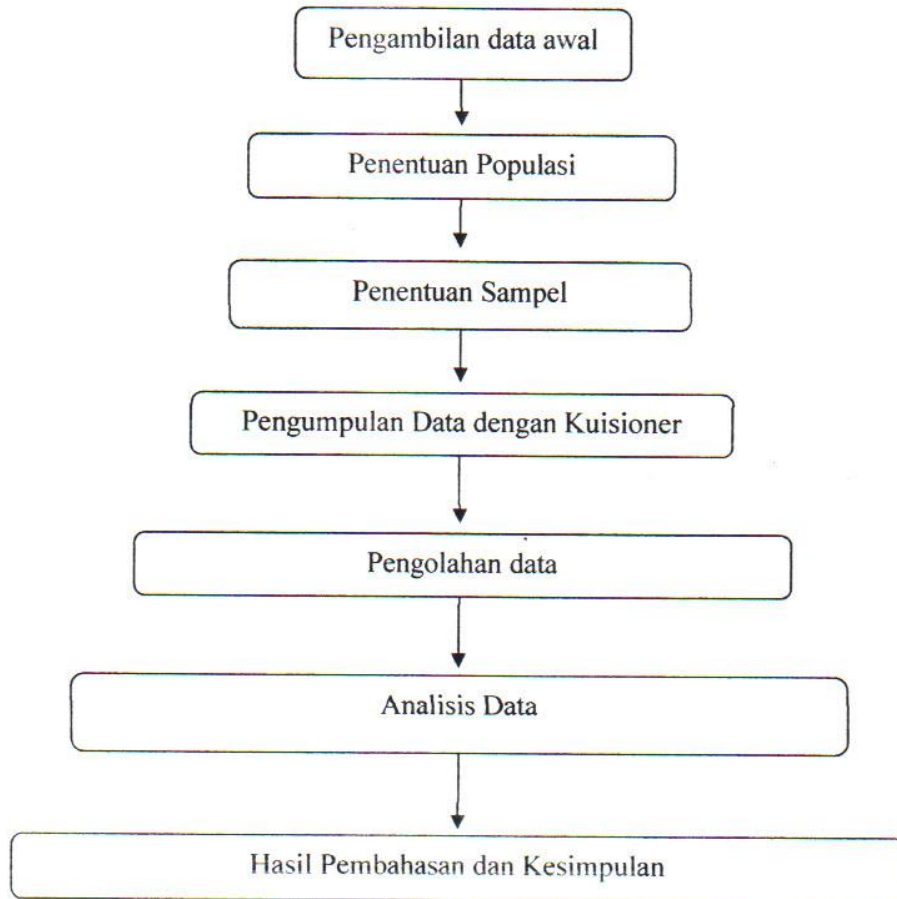 Pengambilan data awal
Penentuan Populasi
Penentuan Sampel
Pengumpulan Data dengan Kuisioner
Pengolahan data
Analisis Data
Hasil Pembahasan dan Kesimpulan